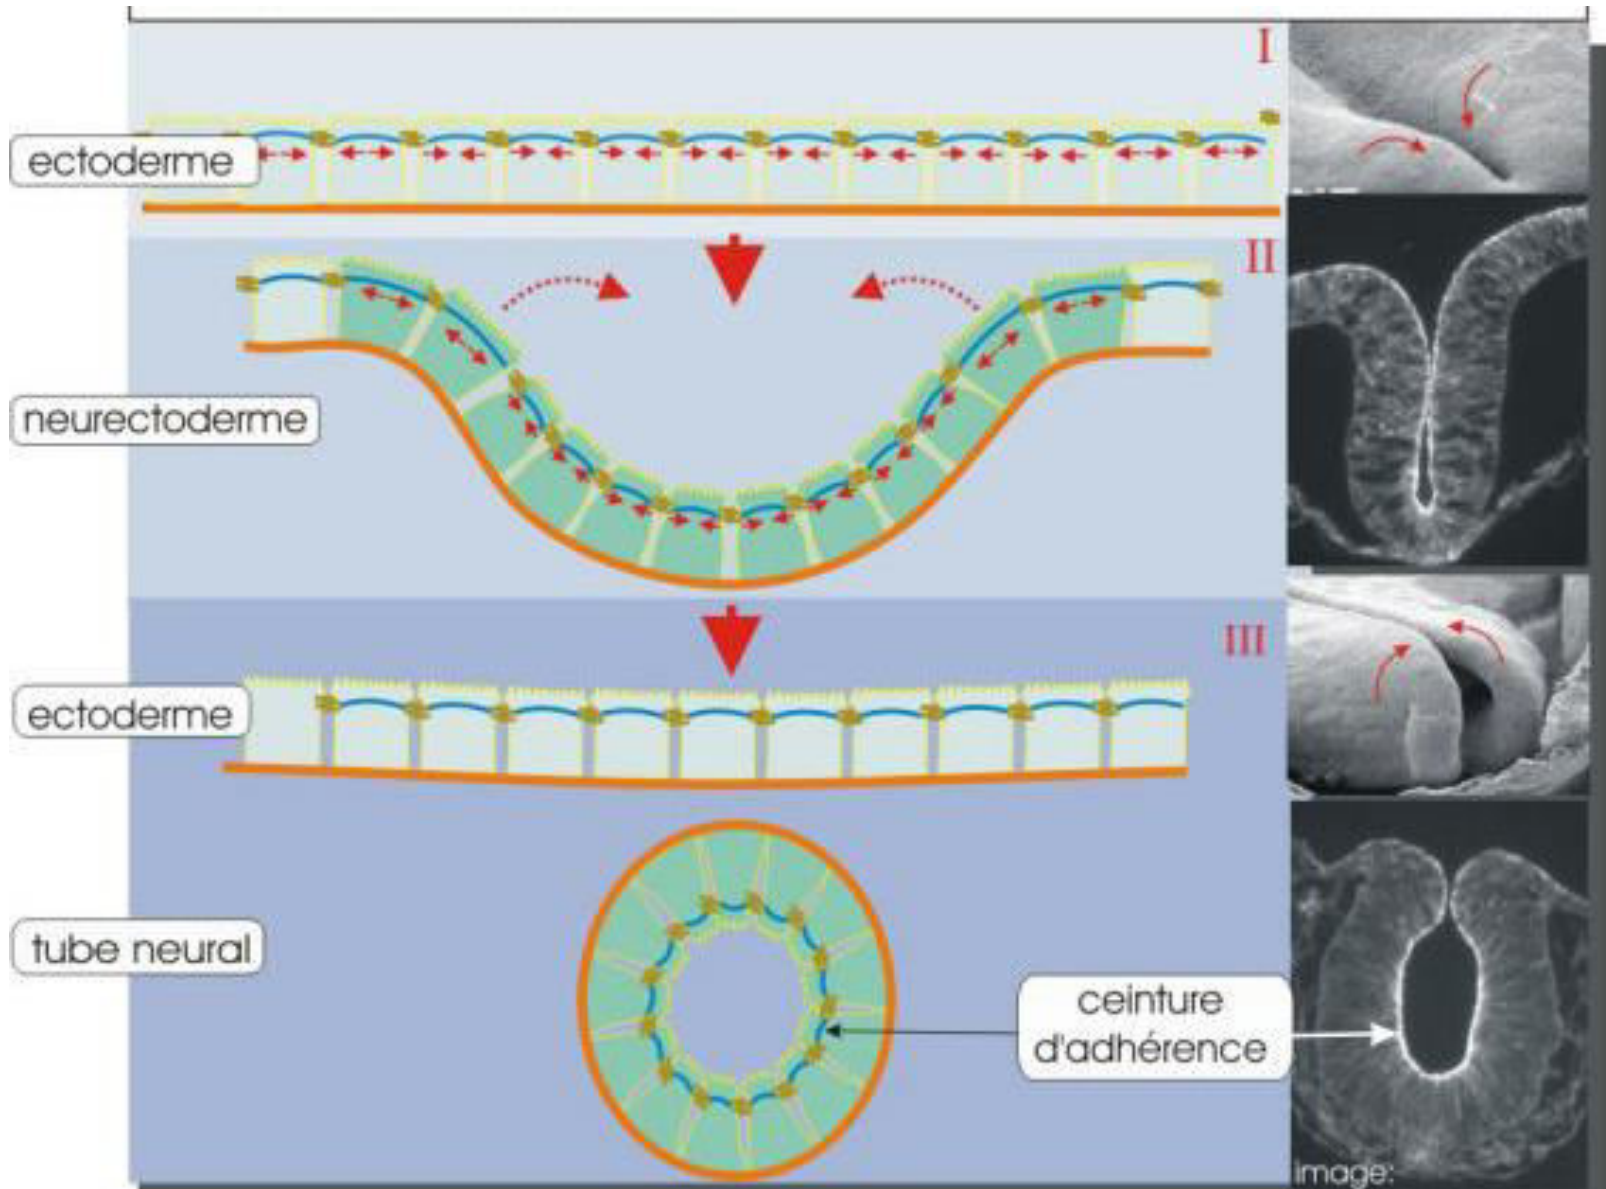 I
ectoderme
II
neurectoderme
III
ectoderme
tube neural
ceinture
d'adhérence
image: